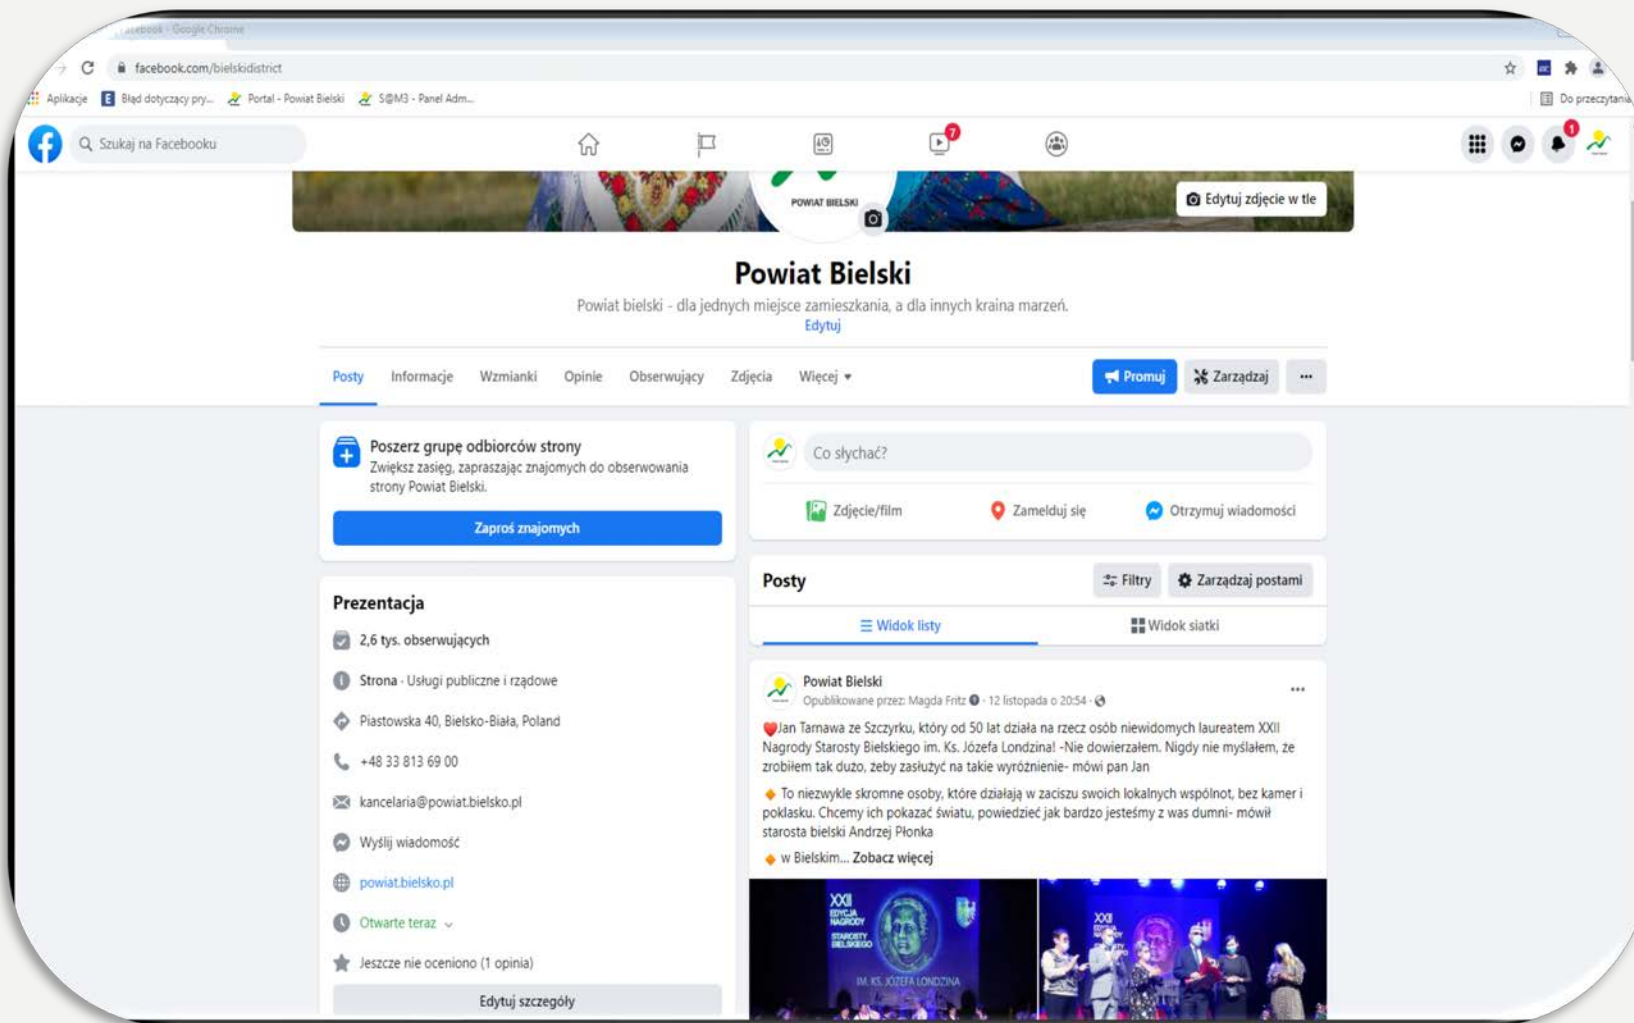 Facebook - Google Chrome
facebook.com/bielskidistrict
Aplikacje Błąd dotyczący pry... Portal - Powiat Bielski S@M3 - Panel Adm...
Do przeczytania
Szukaj na Facebooku
7
1
POWIAT BIELSKI
Edytuj zdjęcie w tle
Powiat Bielski
Powiat bielski - dla jednych miejsce zamieszkania, a dla innych kraina marzeń.
Edytuj
Posty Informacje Wzmianki Opinie Obserwujący Zdjęcia Więcej
Promuj Zarządzaj ...
Poszerz grupę odbiorców strony
Zwiększ zasięg, zapraszając znajomych do obserwowania
strony Powiat Bielski.
Zaproś znajomych
Prezentacja
2,6 tys. obserwujących
Strona · Usługi publiczne i rządowe
Piastowska 40, Bielsko-Biała, Poland
+48 33 813 69 00
kancelaria@powiat.bielsko.pl
Wyślij wiadomość
powiat.bielsko.pl
Otwarte teraz
Jeszcze nie oceniono (1 opinia)
Edytuj szczegóły
Co słychać?
Zdjęcie/film Zamelduj się Otrzymuj wiadomości
Posty
Filtry Zarządzaj postami
Widok listy Widok siatki
Powiat Bielski
Opublikowane przez: Magda Fritz · 12 listopada o 20:54 ·
❤️Jan Tarnawa ze Szczyrku, który od 50 lat działa na rzecz osób niewidomych laureatem XXII
Nagrody Starosty Bielskiego im. Ks. Józefa Londzina! -Nie dowierzałem. Nigdy nie myślałem, że
zrobiłem tak dużo, żeby zasłużyć na takie wyróżnienie- mówi pan Jan
🔸 To niezwykle skromne osoby, które działają w zaciszu swoich lokalnych wspólnot, bez kamer i
poklasku. Chcemy ich pokazać światu, powiedzieć jak bardzo jesteśmy z was dumni- mówił
starosta bielski Andrzej Płonka
🔸 w Bielskim... Zobacz więcej
XXII
EDYCJA
NAGRODY
STAROSTY
BIELSKIEGO
IM. KS. JÓZEFA LONDZINA
XXII